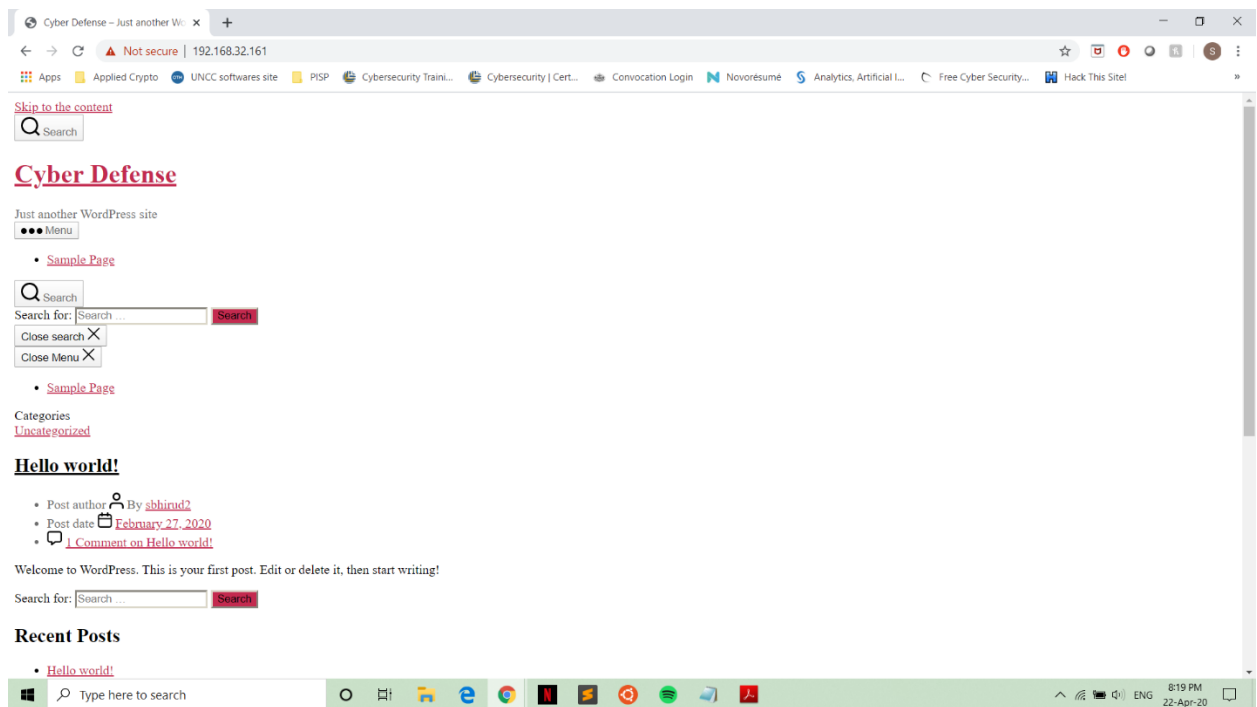 Cyber Defense – Just another Wo
Not secure | 192.168.32.161
Apps Applied Crypto UNCC softwares site PISP Cybersecurity Traini... Cybersecurity | Cert... Convocation Login Novorésumé Analytics, Artificial I... Free Cyber Security... Hack This Site! »
Skip to the content
Search
Cyber Defense
Just another WordPress site
Menu
Sample Page
Search
Search for: Search … Search
Close search
Close Menu
Sample Page
Categories
Uncategorized
Hello world!
Post author By sbhirud2
Post date February 27, 2020
1 Comment on Hello world!
Welcome to WordPress. This is your first post. Edit or delete it, then start writing!
Search for: Search … Search
Recent Posts
Hello world!
Type here to search
ENG
8:19 PM
22-Apr-20